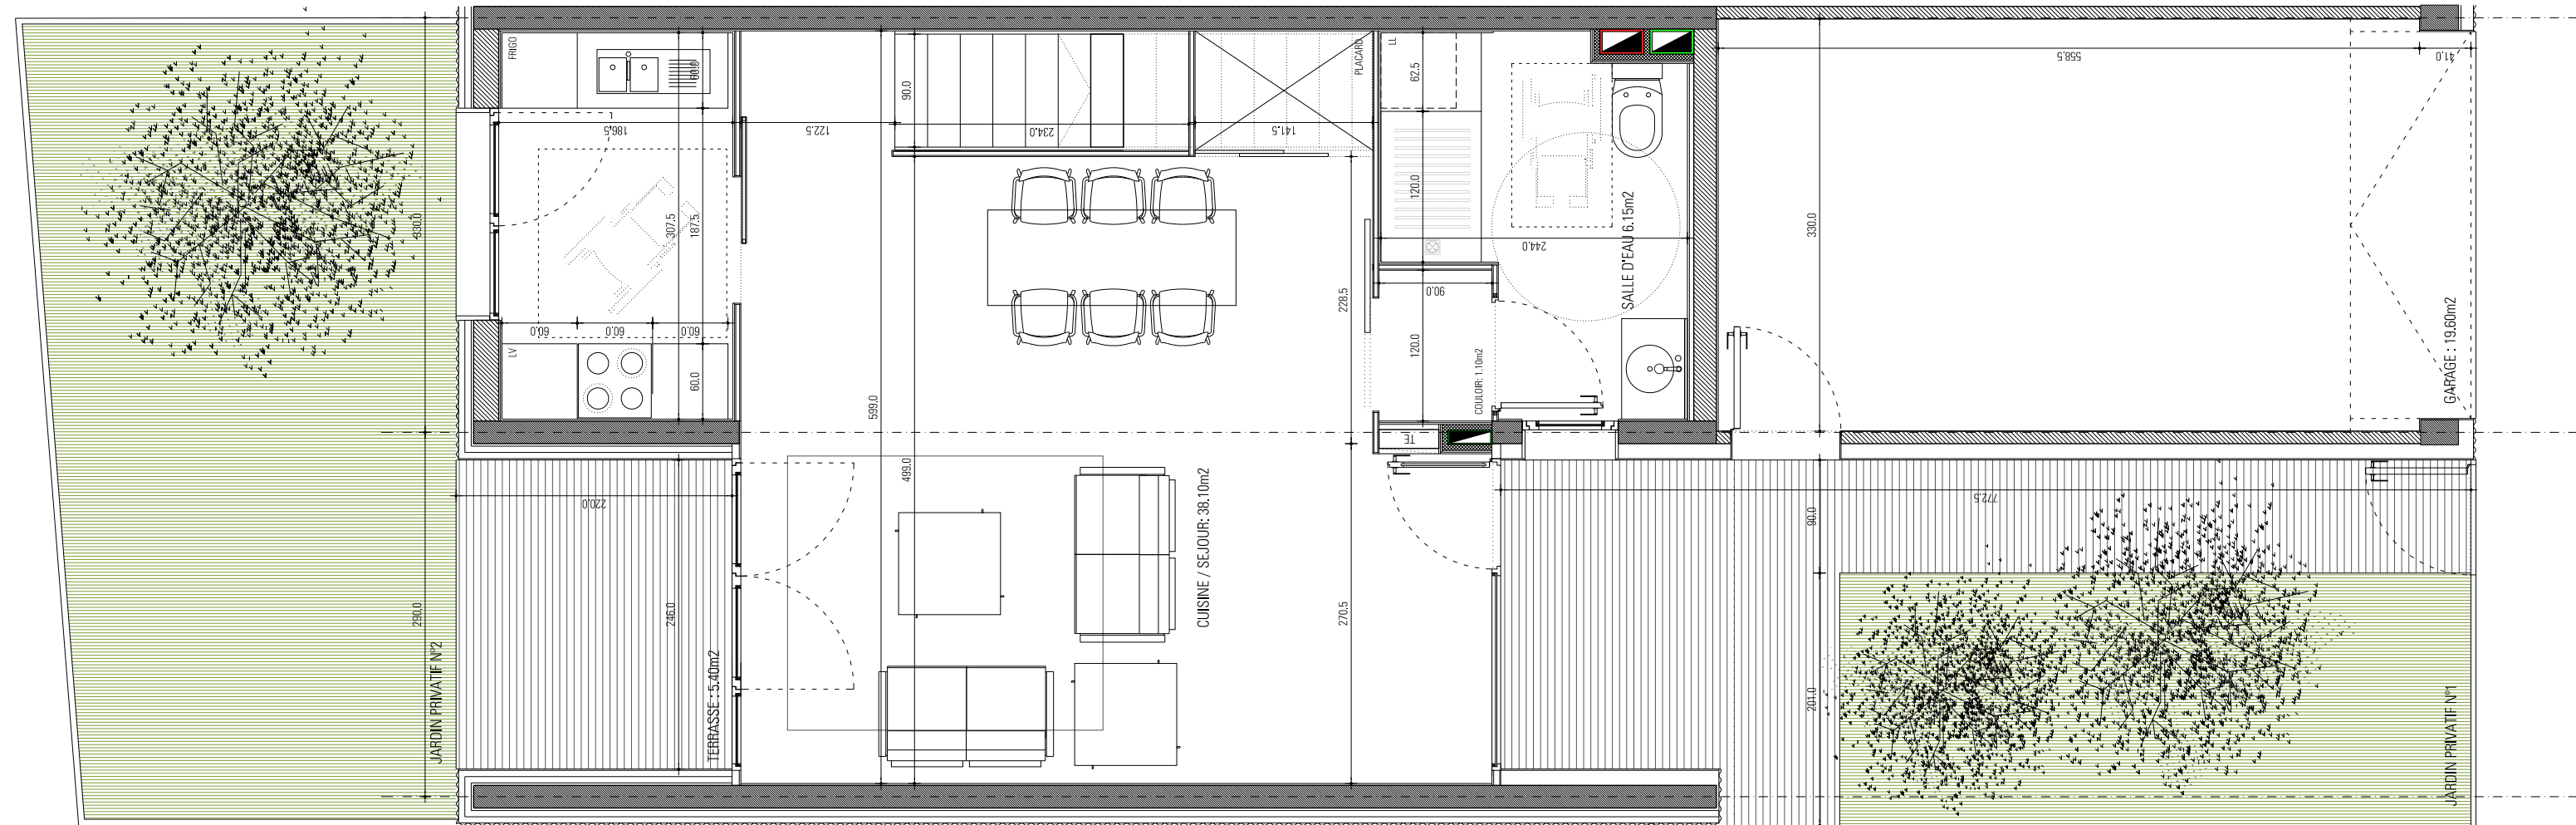 FRIGO
60.0
186.5
122.5
90.0
234.0
141.5
PLACARD
LL
62.5
558.5
41.0
330.0
307.5
187.5
120.0
244.0
SALLE D'EAU 6.15m2
330.0
60.0
60.0
60.0
LV
60.0
599.0
228.5
90.0
120.0
COULOIR: 1.10m2
GARAGE : 19.60m2
TE
220.0
499.0
CUISINE / SEJOUR: 38.10m2
772.5
90.0
290.0
JARDIN PRIVATIF N°2
246.0
TERRASSE : 5.40m2
270.5
201.0
JARDIN PRIVATIF N°1